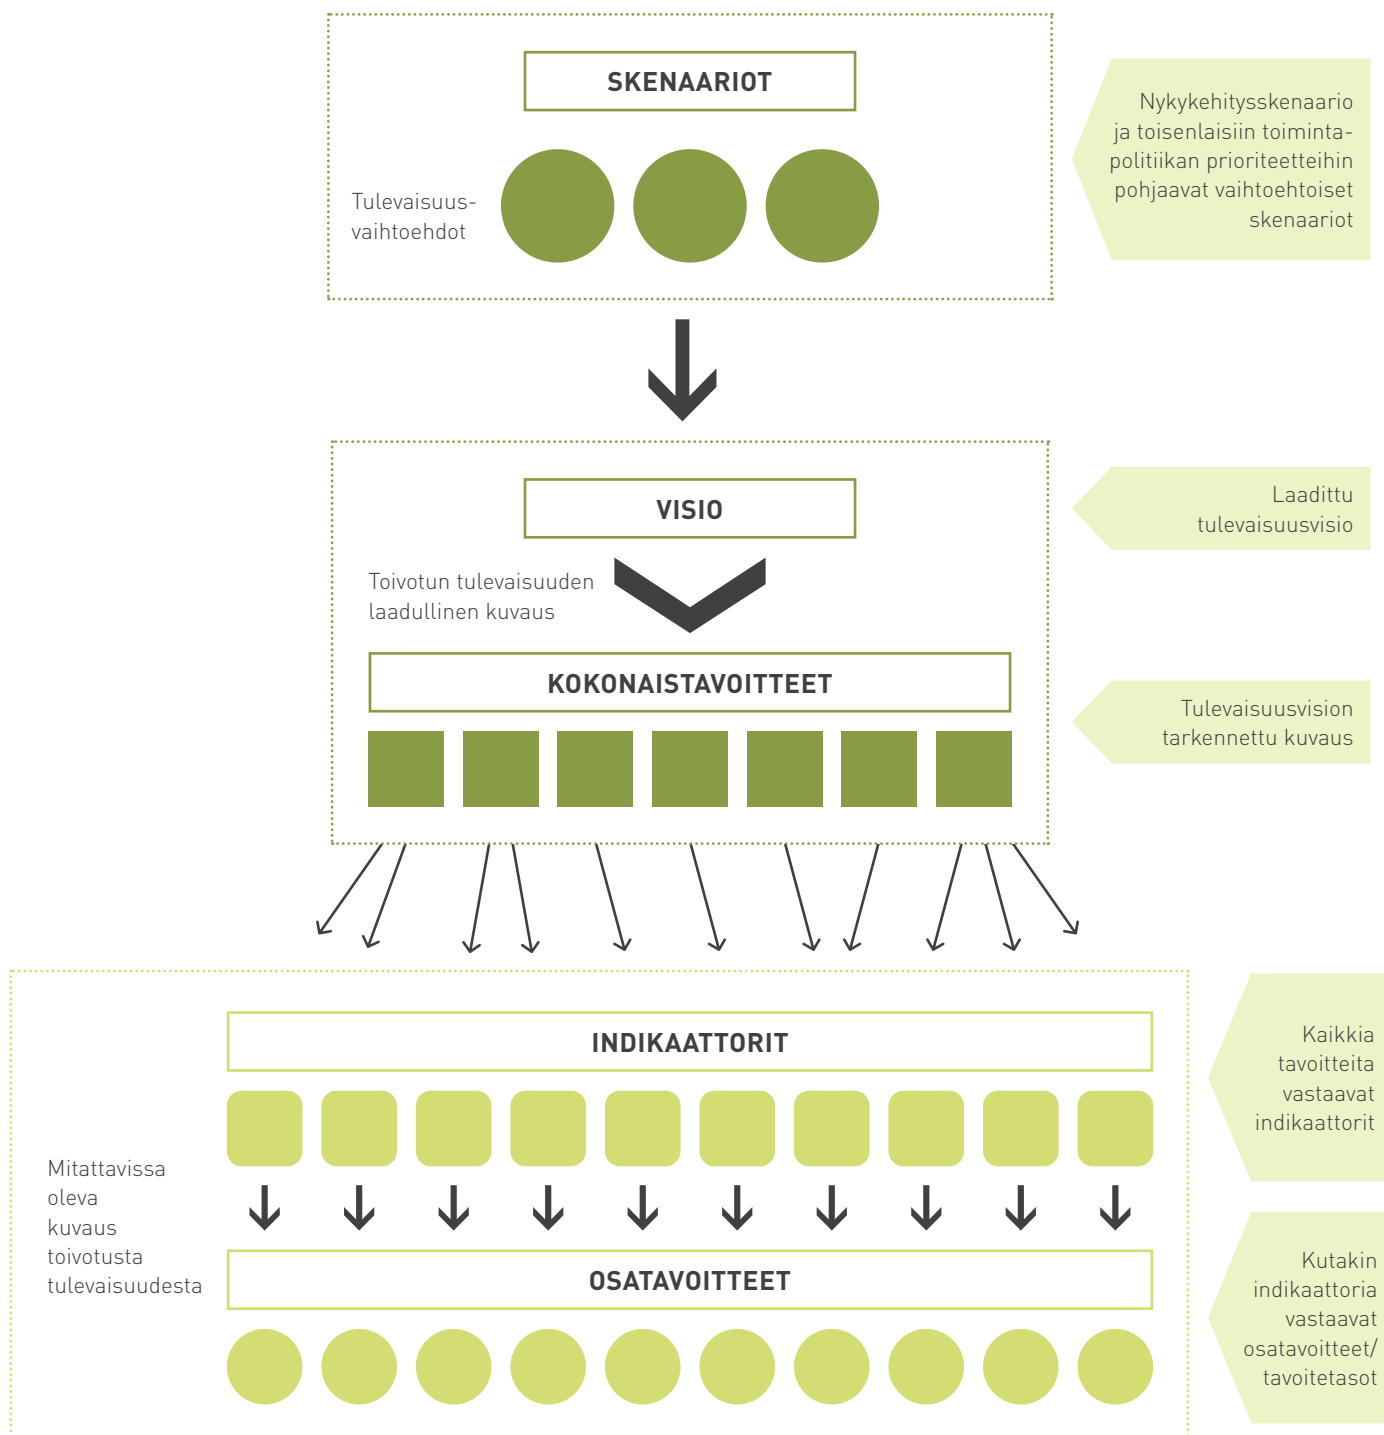 SKENAARIOT
Tulevaisuus-
vaihtoehdot
Nykykehitysskenaario
ja toisenlaisiin toiminta-
politiikan prioriteetteihin
pohjaavat vaihtoehtoiset
skenaariot
VISIO
Laadittu
tulevaisuusvisio
Toivotun tulevaisuuden
laadullinen kuvaus
KOKONAISTAVOITTEET
Tulevaisuusvision
tarkennettu kuvaus
INDIKAATTORIT
Kaikkia
tavoitteita
vastaavat
indikaattorit
Mitattavissa
oleva
kuvaus
toivotusta
tulevaisuudesta
OSATAVOITTEET
Kutakin
indikaattoria
vastaavat
osatavoitteet/
tavoitetasot